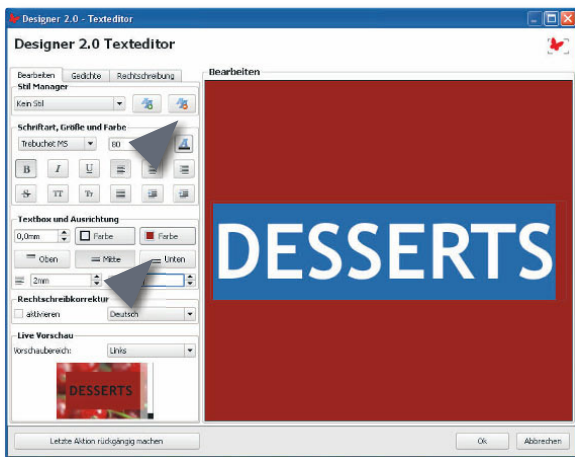 Designer 2.0 - Texteditor
Designer 2.0 Texteditor
Bearbeiten Gedichte Rechtschreibung
Stil Manager
Kein Stil
Schriftart, Größe und Farbe
Trebuchet MS 80
B I U
S TT Tr
Textbox und Ausrichtung
0,0mm Farbe Farbe
Oben Mitte Unten
2mm
Rechtschreibkorrektur
aktivieren Deutsch
Live Vorschau
Vorschaubereich: Links
DESSERTS
Letzte Aktion rückgängig machen
Bearbeiten
DESSERTS
Ok Abbrechen